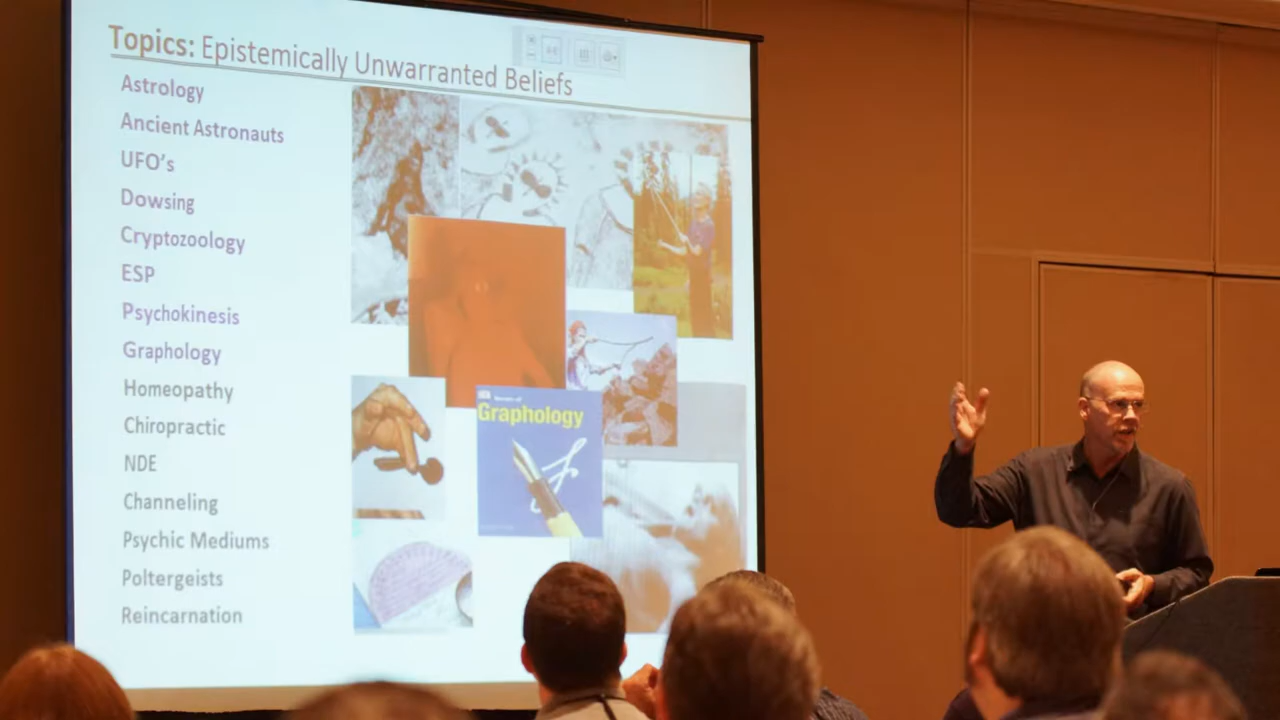 Topics: Epistemically Unwarranted Beliefs
Astrology
Ancient Astronauts
UFO's
Dowsing
Cryptozoology
ESP
Psychokinesis
Graphology
Homeopathy
Chiropractic
NDE
Channeling
Psychic Mediums
Poltergeists
Reincarnation
Graphology